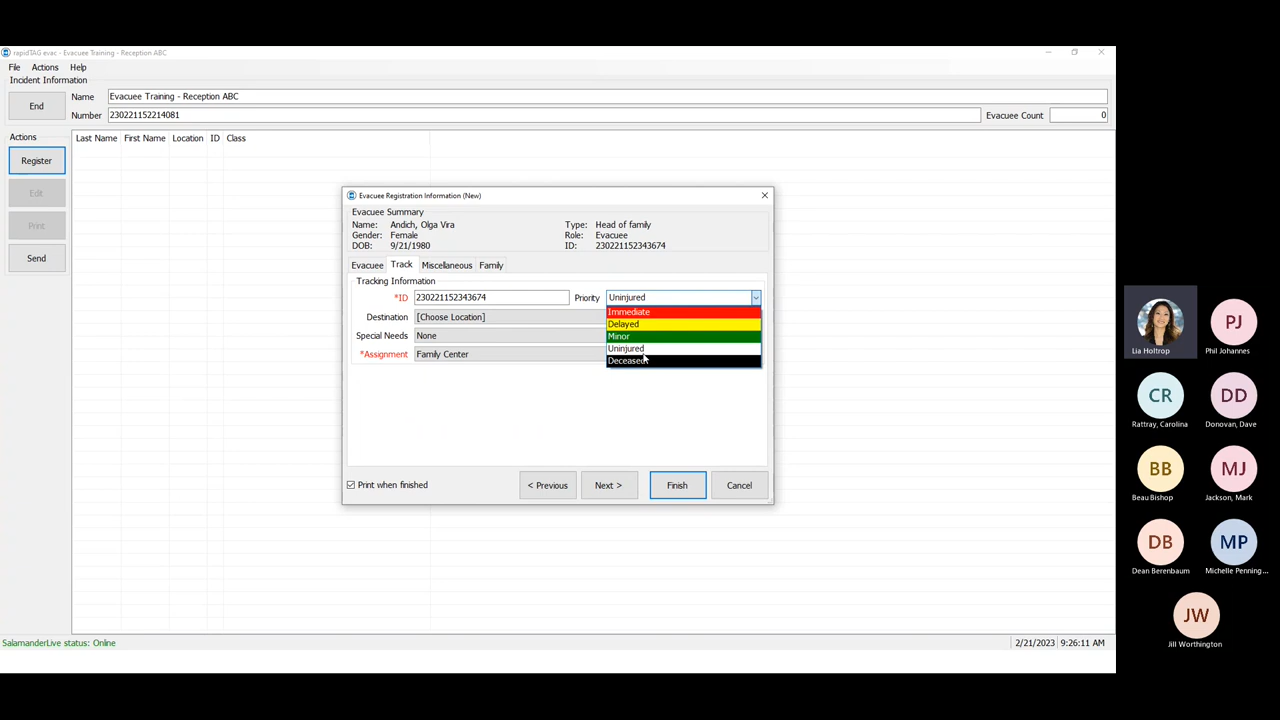 rapidTAG evac - Evacuee Training - Reception ABC
File Actions Help
Incident Information
End
Name Evacuee Training - Reception ABC
Number 230221152214081 Evacuee Count 0
Actions
Last Name First Name Location ID Class
Register
Edit
Print
Send
Evacuee Registration Information (New)
Evacuee Summary
Name: Andich, Olga Vira Type: Head of family
Gender: Female Role: Evacuee
DOB: 9/21/1980 ID: 230221152343674
Evacuee Track Miscellaneous Family
Tracking Information
*ID 230221152343674 Priority Uninjured
Destination [Choose Location]
Special Needs None
*Assignment Family Center
Immediate
Delayed
Minor
Uninjured
Deceased
Print when finished < Previous Next > Finish Cancel
SalamanderLive status: Online 2/21/2023 9:26:11 AM
Lia Holtrop
PJ
Phil Johannes
CR
Rattray, Carolina
DD
Donovan, Dave
BB
Beau Bishop
MJ
Jackson, Mark
DB
Dean Berenbaum
MP
Michelle Penning...
JW
Jill Worthington